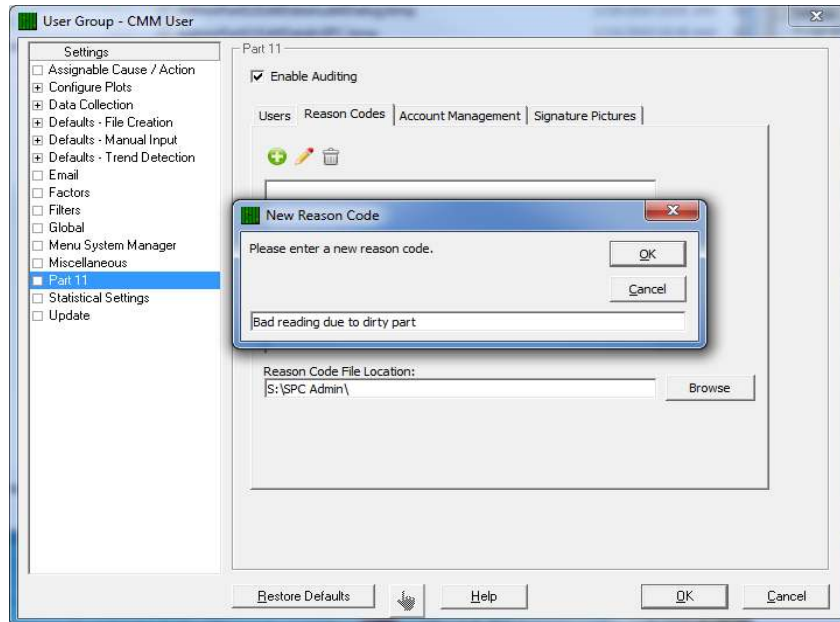 User Group - CMM User
Settings
Assignable Cause / Action
Configure Plots
Data Collection
Defaults - File Creation
Defaults - Manual Input
Defaults - Trend Detection
Email
Factors
Filters
Global
Menu System Manager
Miscellaneous
Part 11
Statistical Settings
Update
Part 11
Enable Auditing
Users Reason Codes Account Management Signature Pictures
New Reason Code
Please enter a new reason code.
OK
Cancel
Bad reading due to dirty part
Reason Code File Location:
S:\SPC Admin\
Browse
Restore Defaults Help OK Cancel